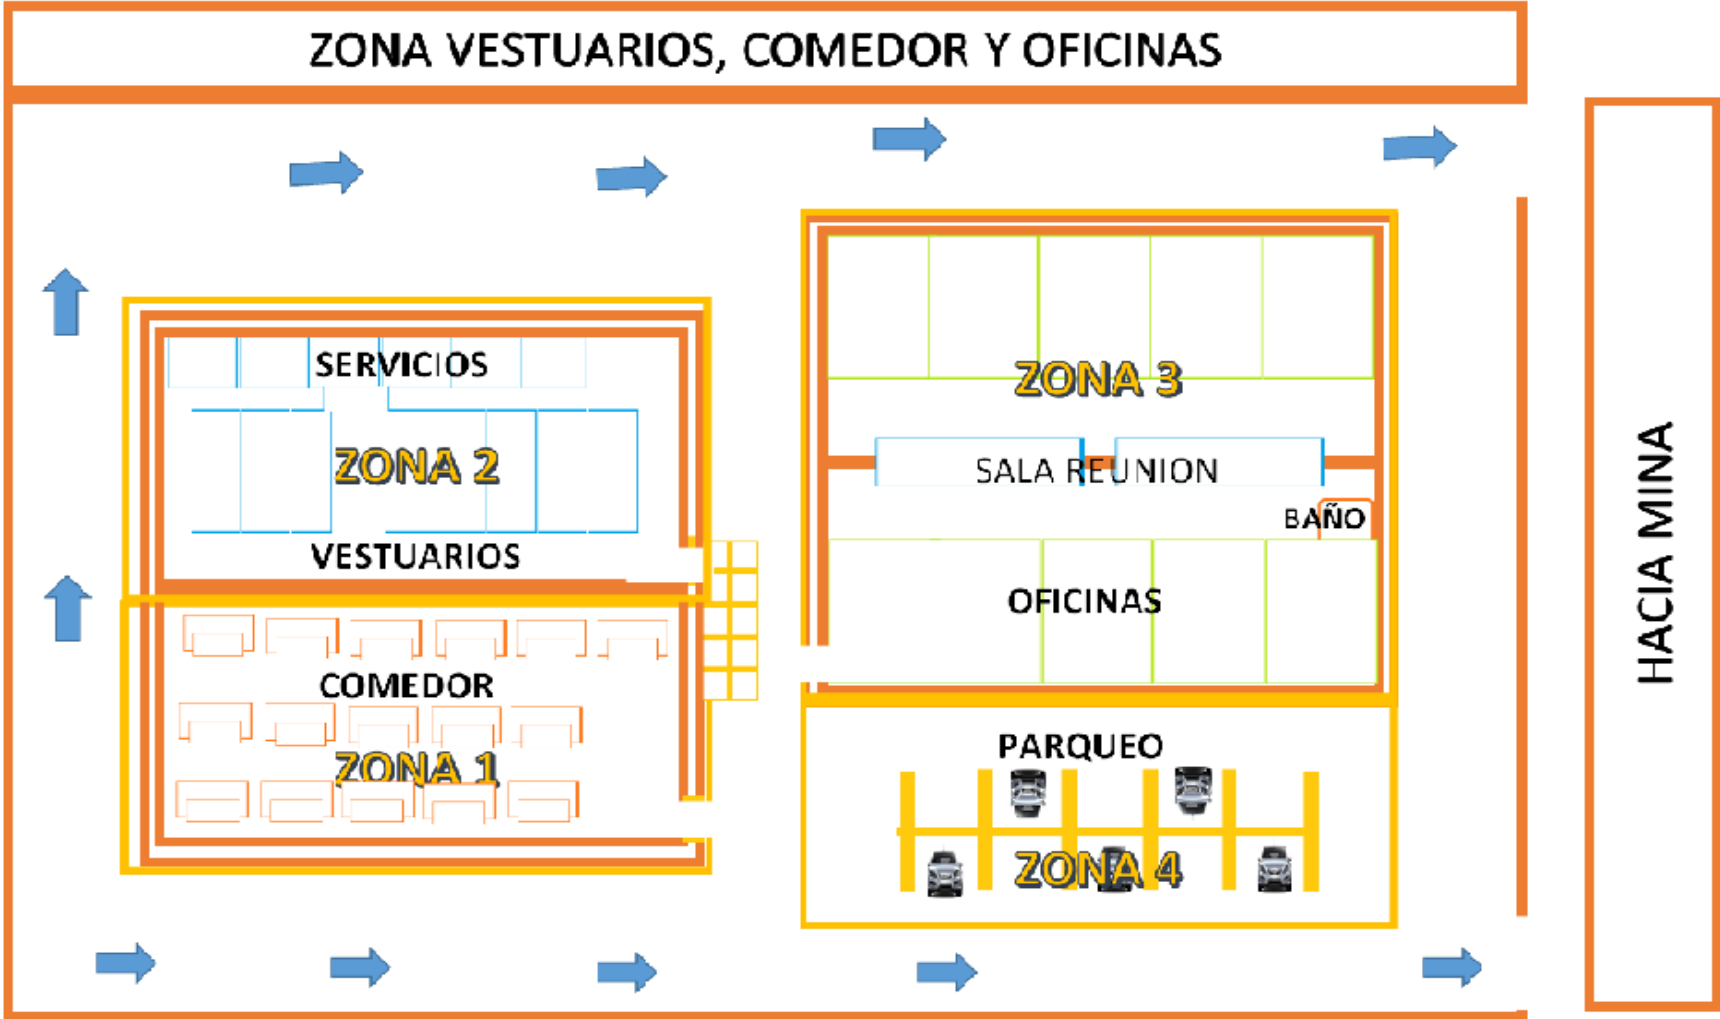 ZONA VESTUARIOS, COMEDOR Y OFICINAS
SERVICIOS
ZONA 2
VESTUARIOS
COMEDOR
ZONA 1
ZONA 3
SALA REUNION
BAÑO
OFICINAS
PARQUEO
ZONA 4
HACIA MINA